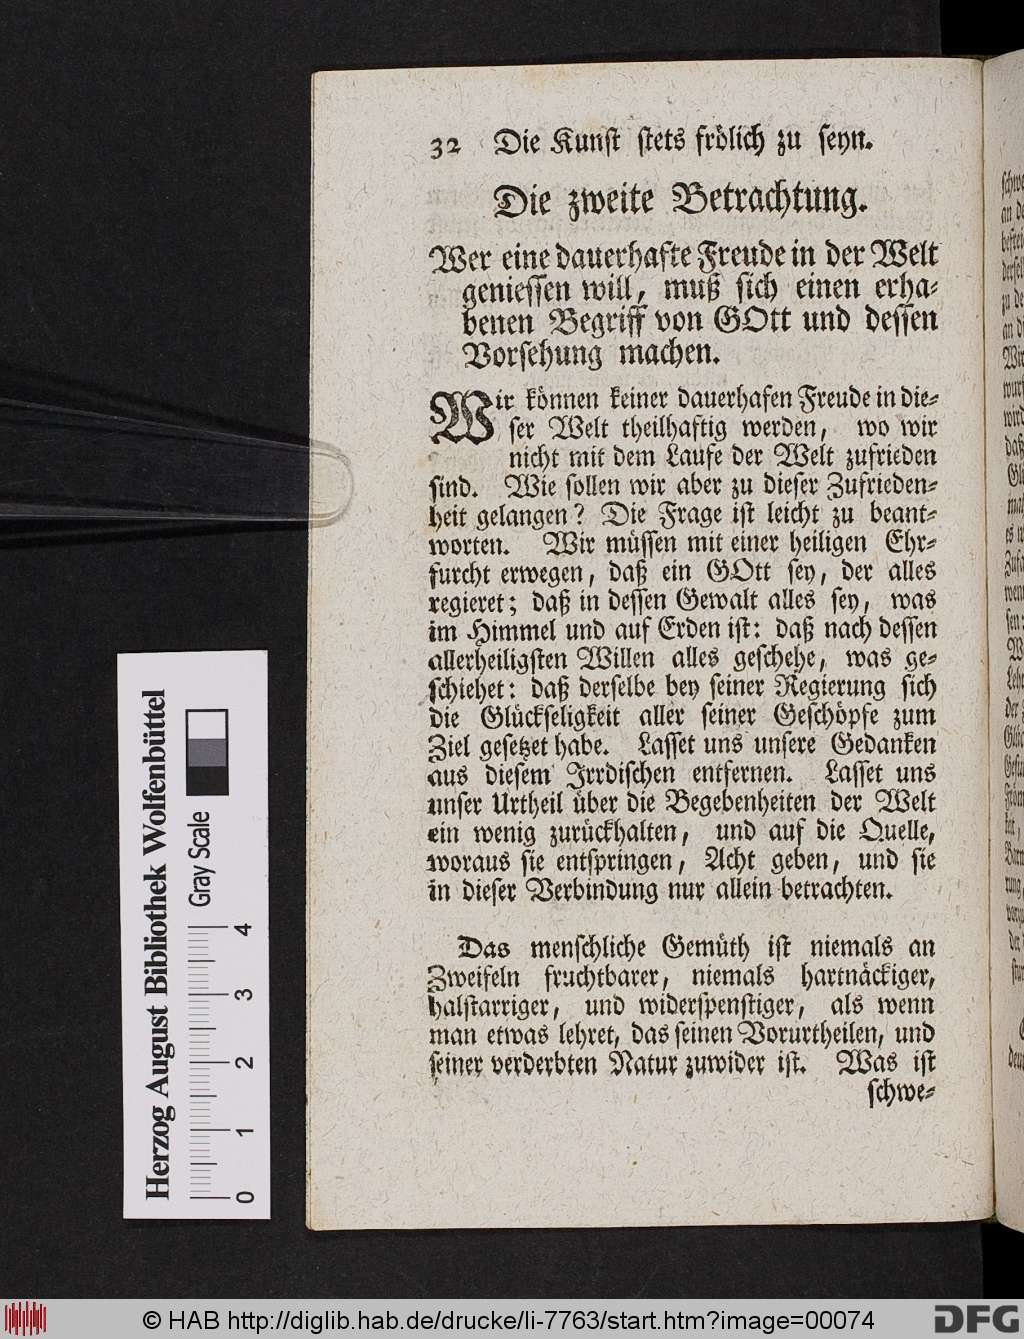 32 Die Kunst stets frölich zu seyn.
Die zweite Betrachtung.
Wer eine dauerhafte Freude in der Welt
geniessen will, muß sich einen erha-
benen Begriff von GOtt und dessen
Vorsehung machen.
Wir können keiner dauerhafen Freude in die-
ser Welt theilhaftig werden, wo wir
nicht mit dem Laufe der Welt zufrieden
sind. Wie sollen wir aber zu dieser Zufrieden-
heit gelangen? Die Frage ist leicht zu beant-
worten. Wir müssen mit einer heiligen Ehr-
furcht erwegen, daß ein GOtt sey, der alles
regieret; daß in dessen Gewalt alles sey, was
im Himmel und auf Erden ist: daß nach dessen
allerheiligsten Willen alles geschehe, was ge-
schiehet: daß derselbe bey seiner Regierung sich
die Glückseligkeit aller seiner Geschöpfe zum
Ziel gesetzet habe. Lasset uns unsere Gedanken
aus diesem Irrdischen entfernen. Lasset uns
unser Urtheil über die Begebenheiten der Welt
ein wenig zurückhalten, und auf die Quelle,
woraus sie entspringen, Acht geben, und sie
in dieser Verbindung nur allein betrachten.
Das menschliche Gemüth ist niemals an
Zweifeln fruchtbarer, niemals hartnäckiger,
halstarriger, und widerspenstiger, als wenn
man etwas lehret, das seinen Vorurtheilen, und
seiner verderbten Natur zuwider ist. Was ist
schwe-
Herzog August Bibliothek Wolfenbüttel
Gray Scale
0 1 2 3 4
© HAB http://diglib.hab.de/drucke/li-7763/start.htm?image=00074
DFG